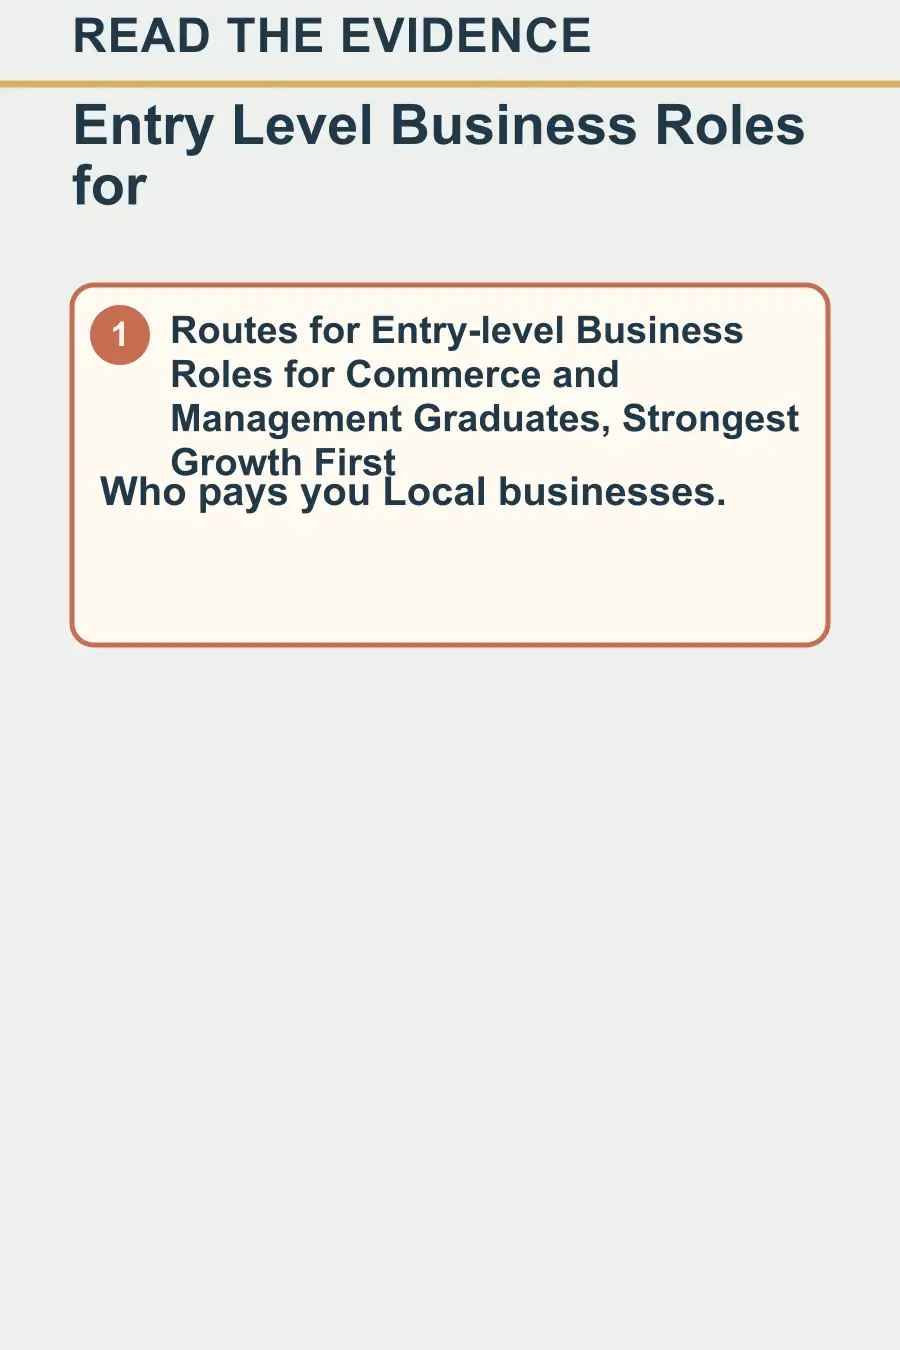 READ THE EVIDENCE
Entry Level Business Roles
for
1
Routes for Entry-level Business
Roles for Commerce and
Management Graduates, Strongest
Growth First
Who pays you Local businesses.